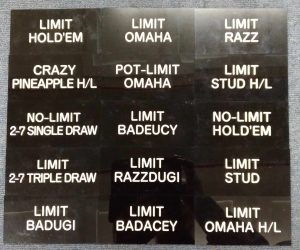 LIMIT
HOLD'EM
LIMIT
OMAHA
LIMIT
RAZZ
CRAZY
PINEAPPLE H/L
POT-LIMIT
OMAHA
LIMIT
STUD H/L
NO-LIMIT
2-7 SINGLE DRAW
LIMIT
BADEUCY
NO-LIMIT
HOLD'EM
LIMIT
2-7 TRIPLE DRAW
LIMIT
RAZZDUGI
LIMIT
STUD
LIMIT
BADUGI
LIMIT
BADACEY
LIMIT
OMAHA H/L